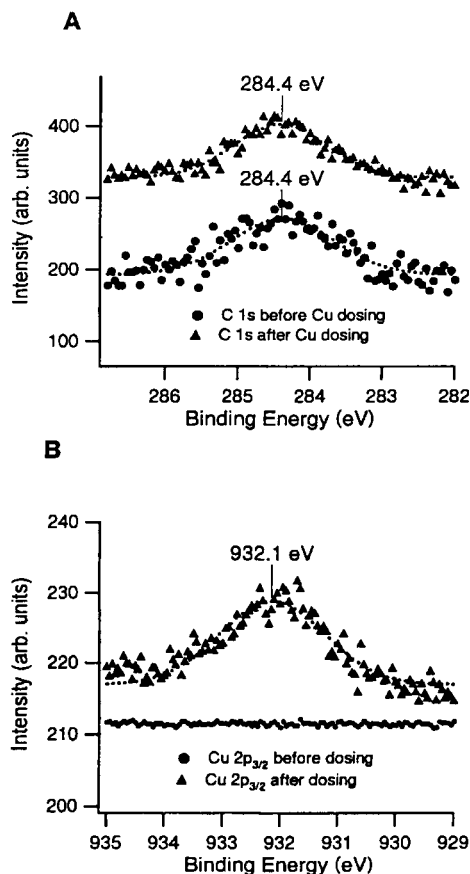 A
284.4 eV
284.4 eV
400
300
200
100
Intensity (arb. units)
C 1s before Cu dosing
C 1s after Cu dosing
286 285 284 283 282
Binding Energy (eV)
B
240
230
220
210
200
932.1 eV
Intensity (arb. units)
Cu 2p3/2 before dosing
Cu 2p3/2 after dosing
935 934 933 932 931 930 929
Binding Energy (eV)